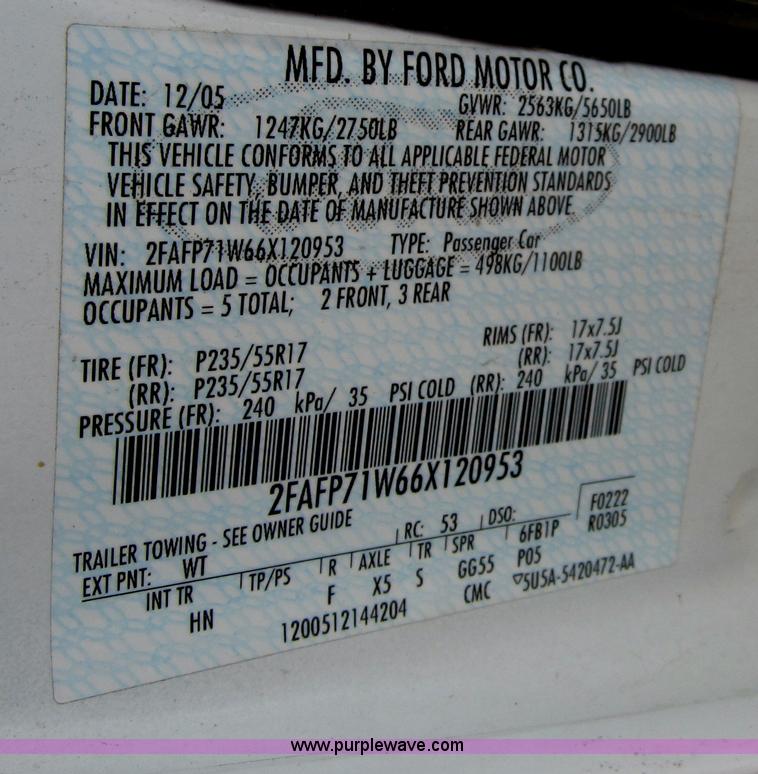 MFD. BY FORD MOTOR CO.
DATE: 12/05 GVWR: 2563KG/5650LB
FRONT GAWR: 1247KG/2750LB REAR GAWR: 1315KG/2900LB
THIS VEHICLE CONFORMS TO ALL APPLICABLE FEDERAL MOTOR
VEHICLE SAFETY, BUMPER, AND THEFT PREVENTION STANDARDS
IN EFFECT ON THE DATE OF MANUFACTURE SHOWN ABOVE.
VIN: 2FAFP71W66X120953 TYPE: Passenger Car
MAXIMUM LOAD = OCCUPANTS + LUGGAGE = 498KG/1100LB
OCCUPANTS = 5 TOTAL; 2 FRONT, 3 REAR
TIRE (FR): P235/55R17 RIMS (FR): 17x7.5J
(RR): P235/55R17 (RR): 17x7.5J
PRESSURE (FR): 240 kPa/ 35 PSI COLD (RR): 240 kPa/ 35 PSI COLD
2FAFP71W66X120953
TRAILER TOWING - SEE OWNER GUIDE
EXT PNT: WT RC: 53 DSO: F0222
INT TR TP/PS R AXLE TR SPR 6FB1P R0305
HN F X5 S GG55 P05
1200512144204 CMC ▽5U5A-5420472-AA
www.purplewave.com